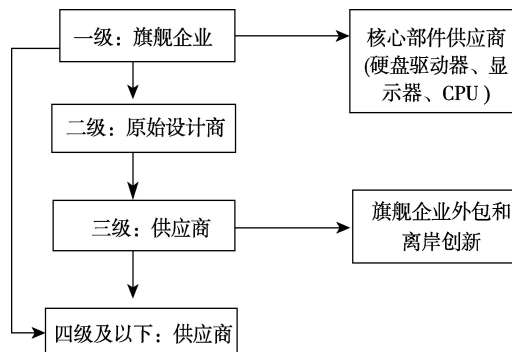 一级：旗舰企业
核心部件供应商
(硬盘驱动器、显
示器、CPU )
二级：原始设计商
三级：供应商
旗舰企业外包和
离岸创新
四级及以下：供应商